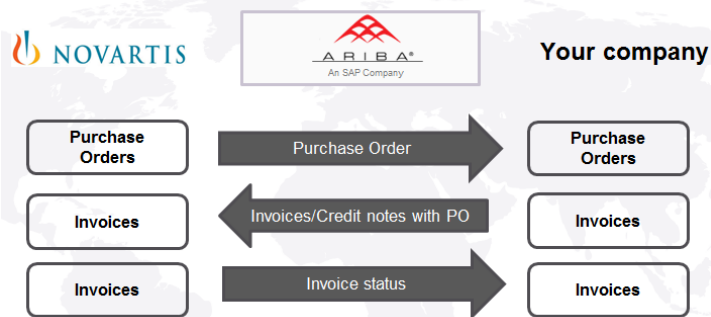 NOVARTIS
ARIBA®
An SAP Company
Your company
Purchase
Orders
Purchase Order
Purchase
Orders
Invoices
Invoices/Credit notes with PO
Invoices
Invoices
Invoice status
Invoices